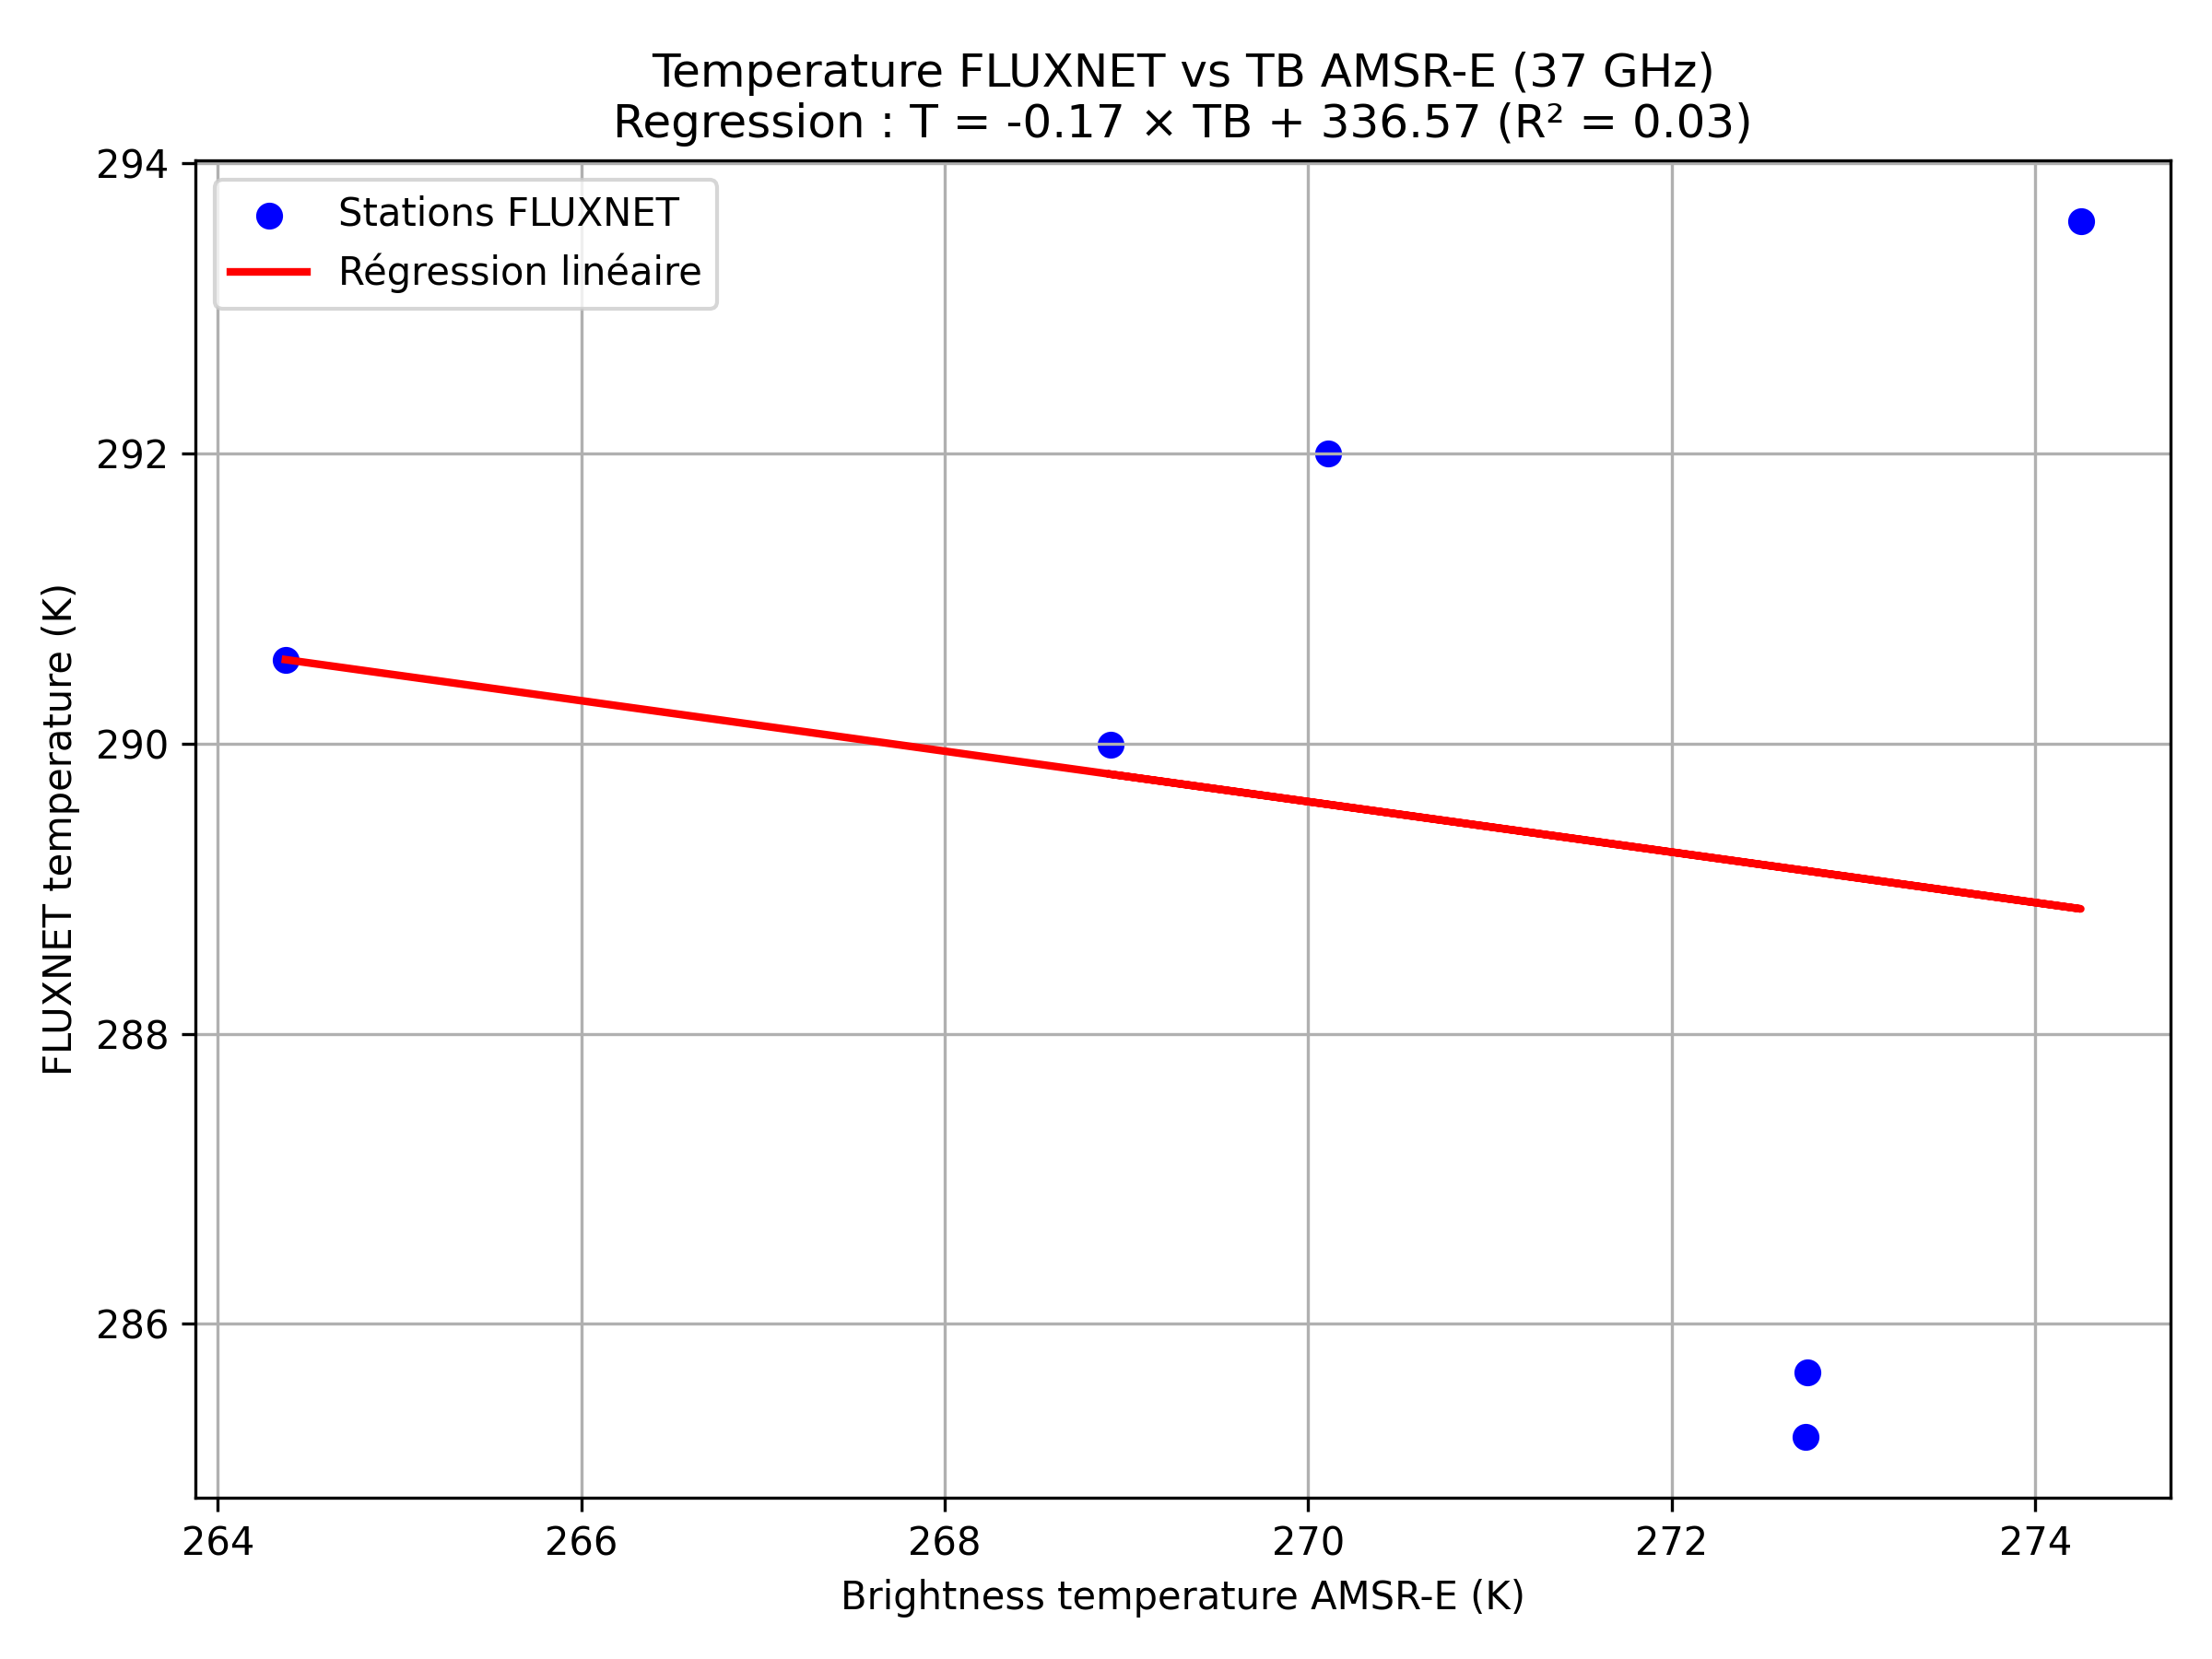 Temperature FLUXNET vs TB AMSR-E (37 GHz)
Regression : T = -0.17 × TB + 336.57 (R² = 0.03)
Stations FLUXNET
Régression linéaire
FLUXNET temperature (K)
294
292
290
288
286
264 266 268 270 272 274
Brightness temperature AMSR-E (K)